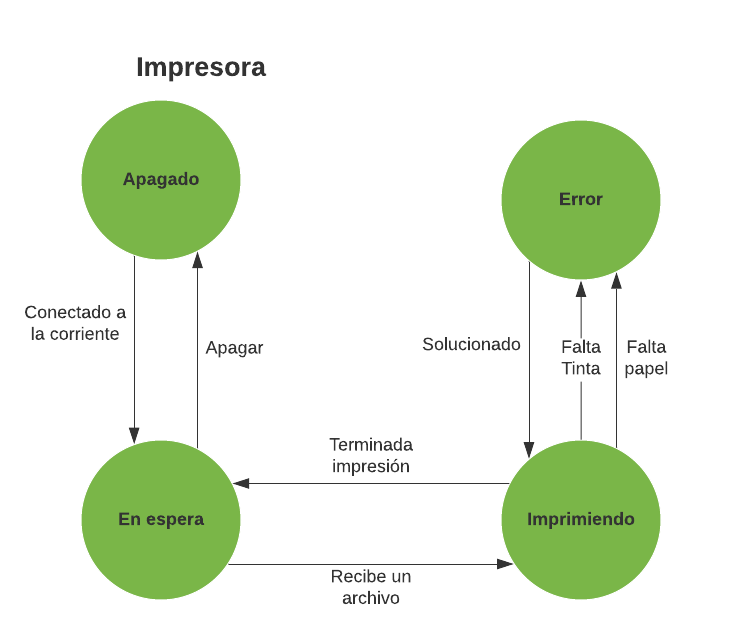 Impresora
Apagado
Error
Conectado a
la corriente
Apagar
Solucionado
Falta
Tinta
Falta
papel
Terminada
impresión
En espera
Imprimiendo
Recibe un
archivo